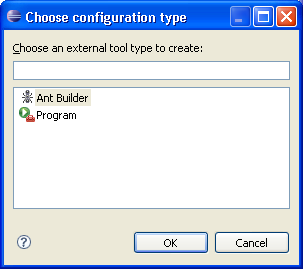 Choose configuration type
Choose an external tool type to create:
Ant Builder
Program
?
OK
Cancel